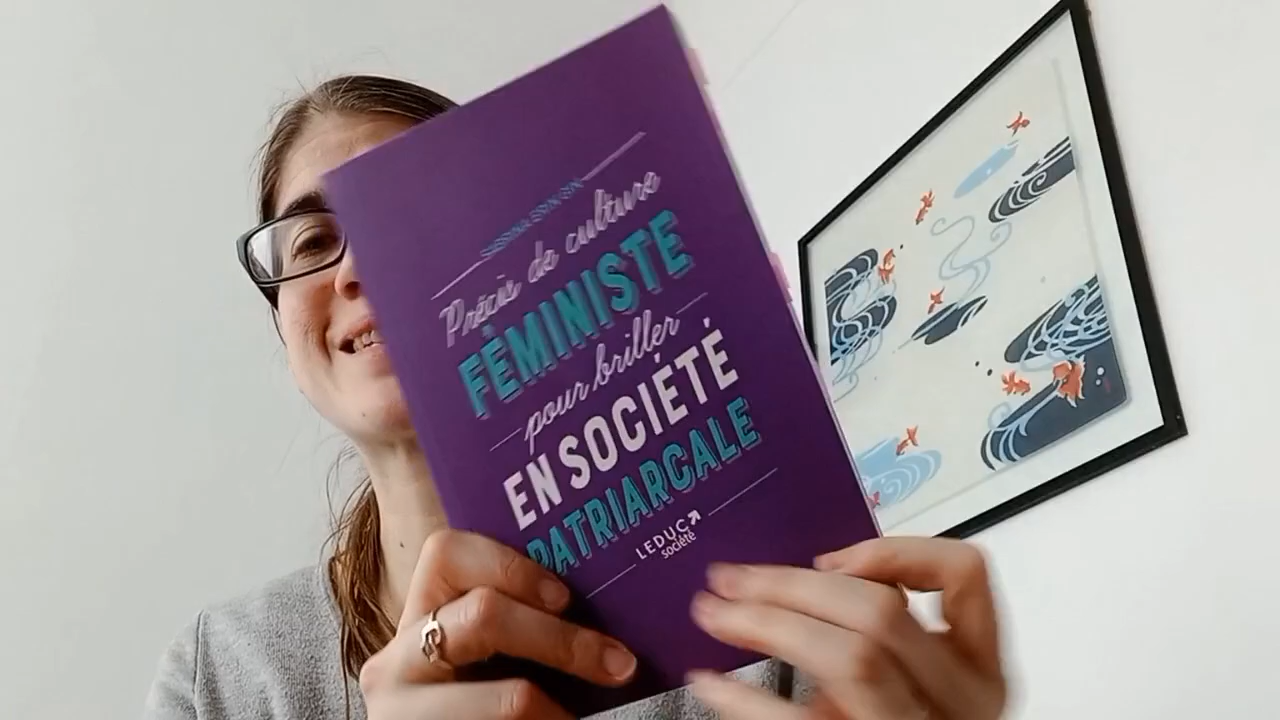 Précis de culture
FÉMINISTE
pour briller
EN SOCIÉTÉ
PATRIARCALE
LEDUC
société